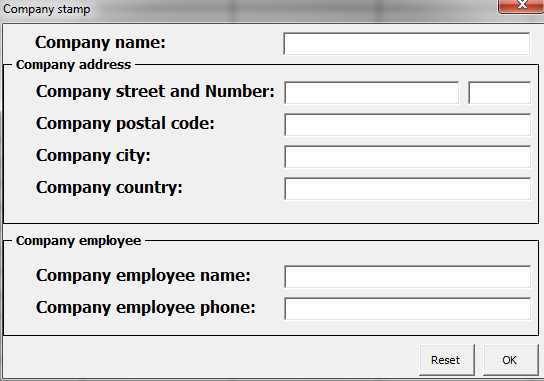 Company stamp
Company name:
Company address
Company street and Number:
Company postal code:
Company city:
Company country:
Company employee
Company employee name:
Company employee phone:
Reset OK